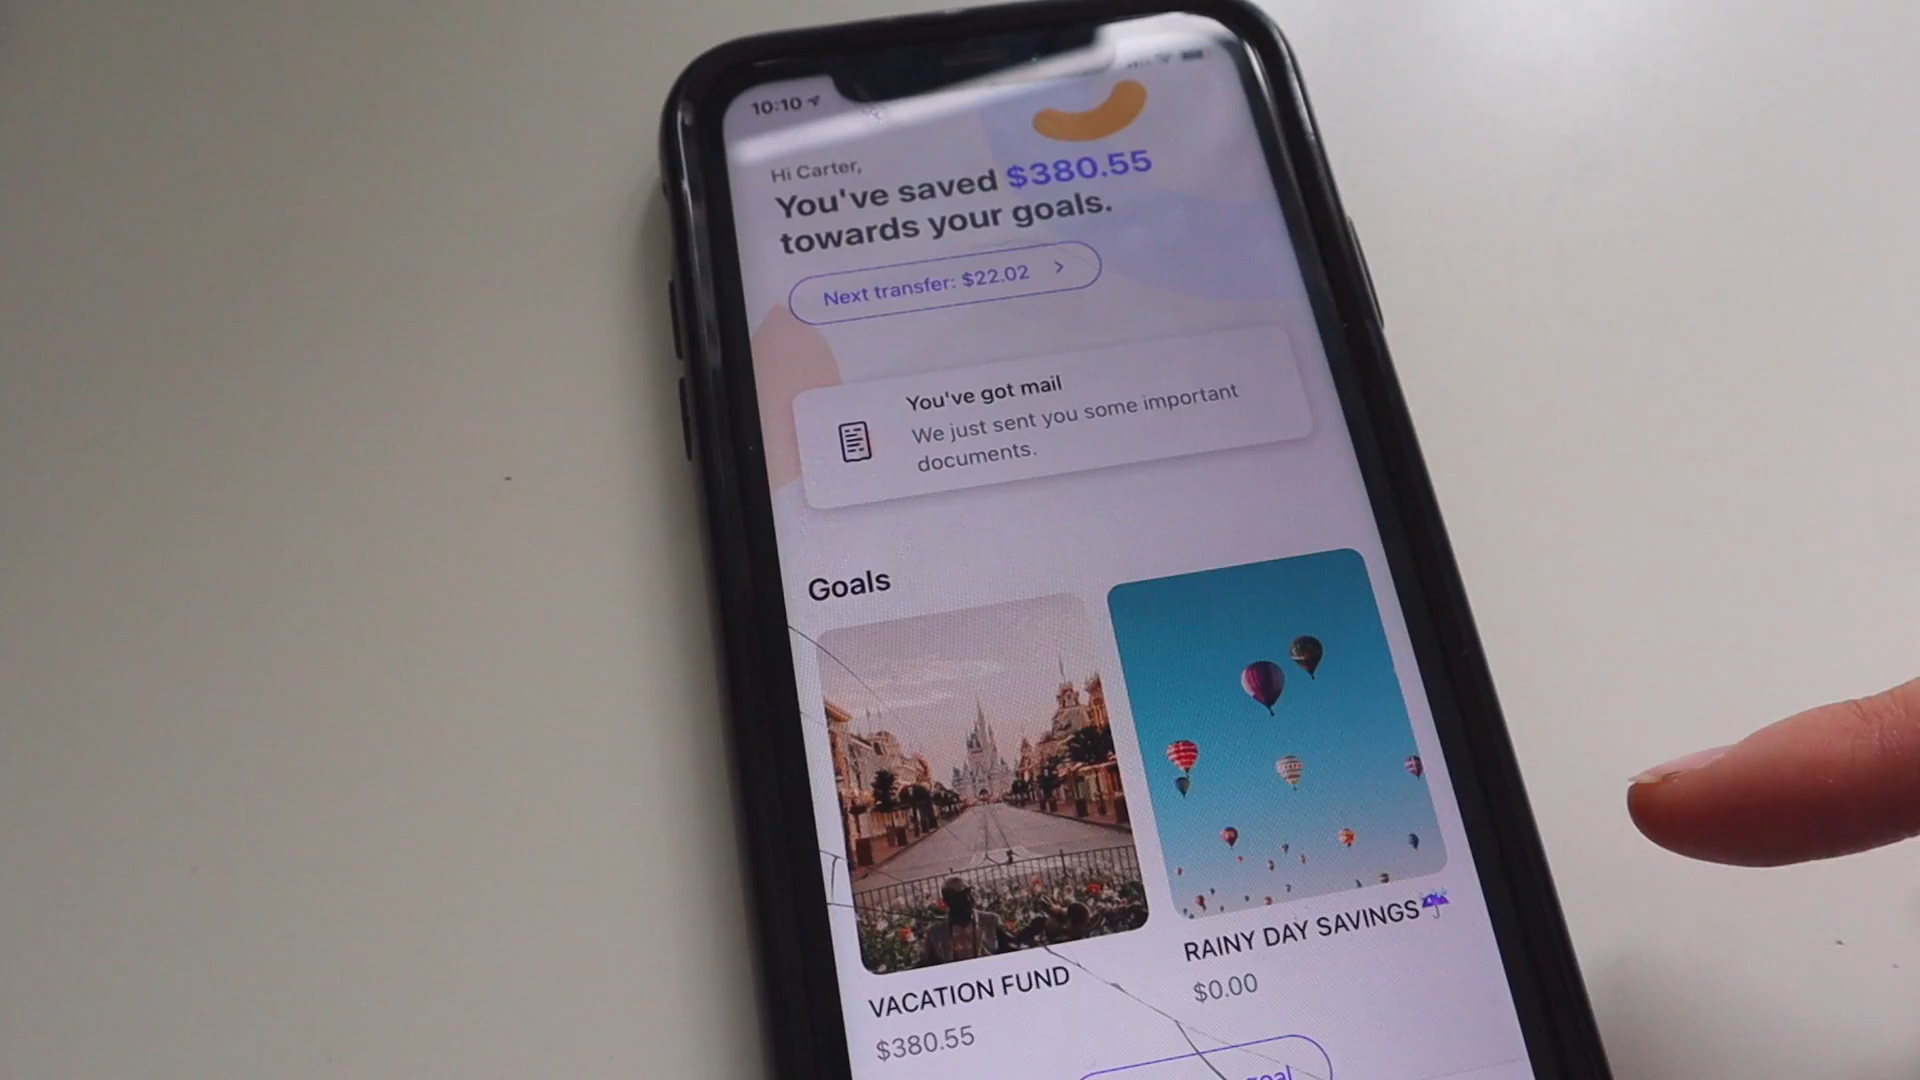 10:10
Hi Carter,
You've saved $380.55
towards your goals.
Next transfer: $22.02 >
You've got mail
We just sent you some important
documents.
Goals
VACATION FUND
$380.55
RAINY DAY SAVINGS☔
$0.00